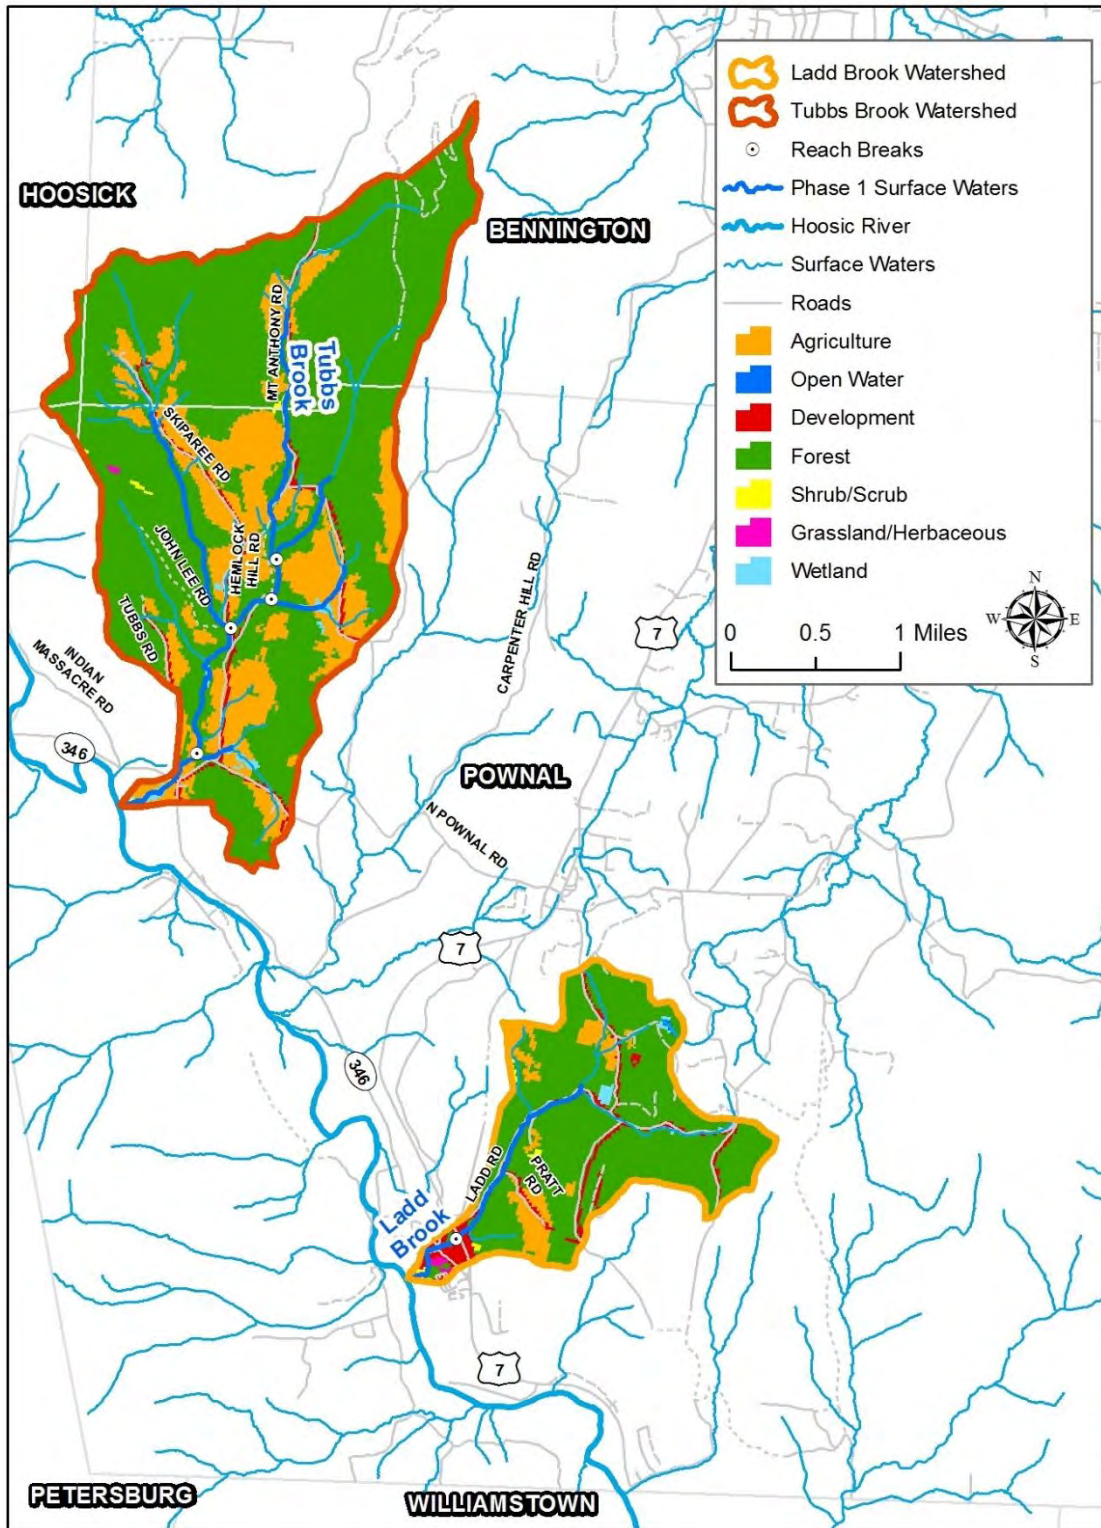 HOOSICK
BENNINGTON
Ladd Brook Watershed
Tubbs Brook Watershed
Reach Breaks
Phase 1 Surface Waters
Hoosic River
Surface Waters
Roads
Agriculture
Open Water
Development
Forest
Shrub/Scrub
Grassland/Herbaceous
Wetland
N
W
E
S
0 0.5 1 Miles
MT ANTHONY RD
Tubbs
Brook
SKIPAREE RD
HEMLOCK
HILL RD
JOHN LEE RD
TUBBS RD
INDIAN
MASSACRE RD
346
CARPENTER HILL RD
7
POWNAL
N POWNAL RD
7
346
LADD RD
PRATT
RD
Ladd
Brook
7
PETERSBURG
WILLIAMSTOWN